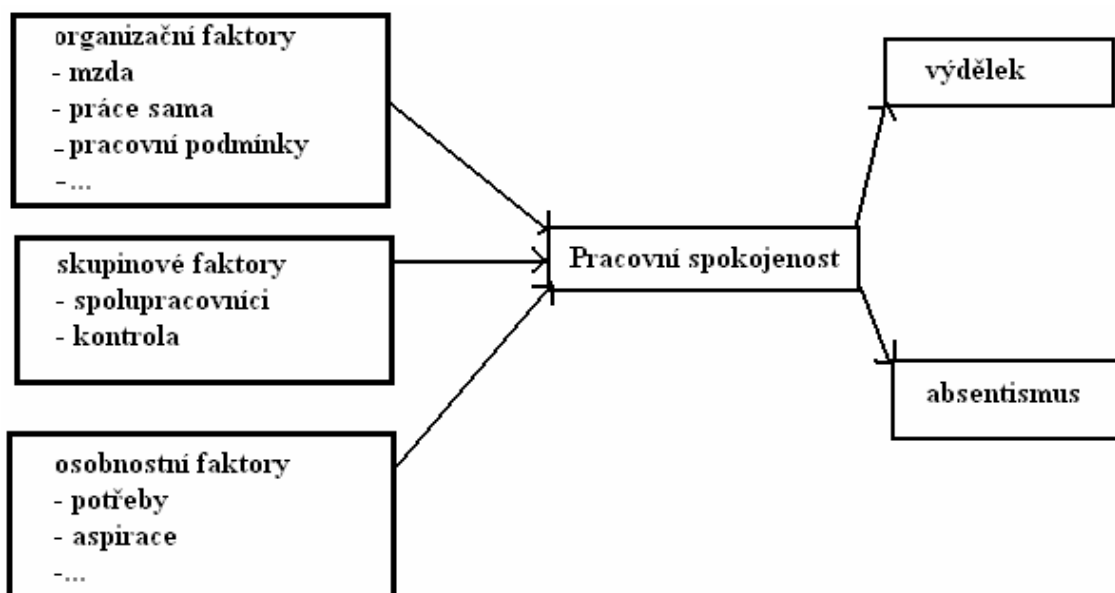 organizační faktory
- mzda
- práce sama
- pracovní podmínky
- ...
skupinové faktory
- spolupracovníci
- kontrola
osobnostní faktory
- potřeby
- aspirace
-...
Pracovní spokojenost
výdělek
absentismus